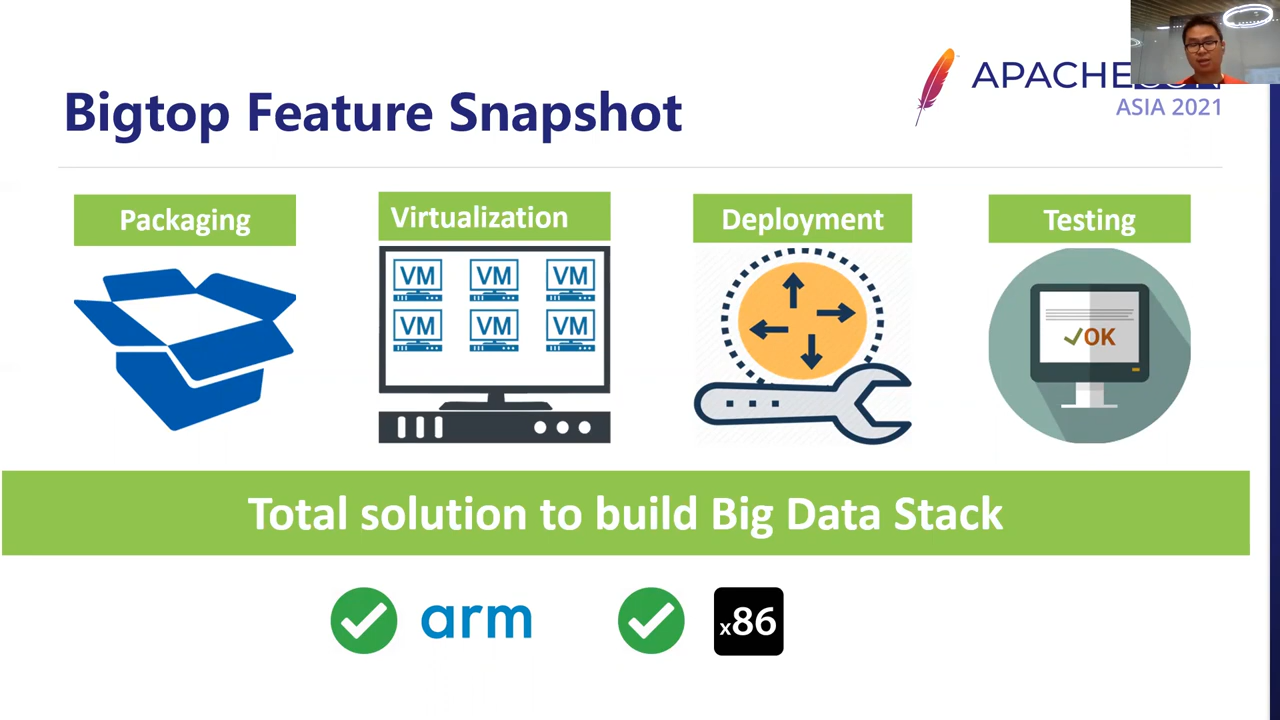 APACHECON
ASIA 2021
Bigtop Feature Snapshot
Packaging
Virtualization
Deployment
Testing
VM VM VM
VM VM VM
OK
Total solution to build Big Data Stack
arm
x86